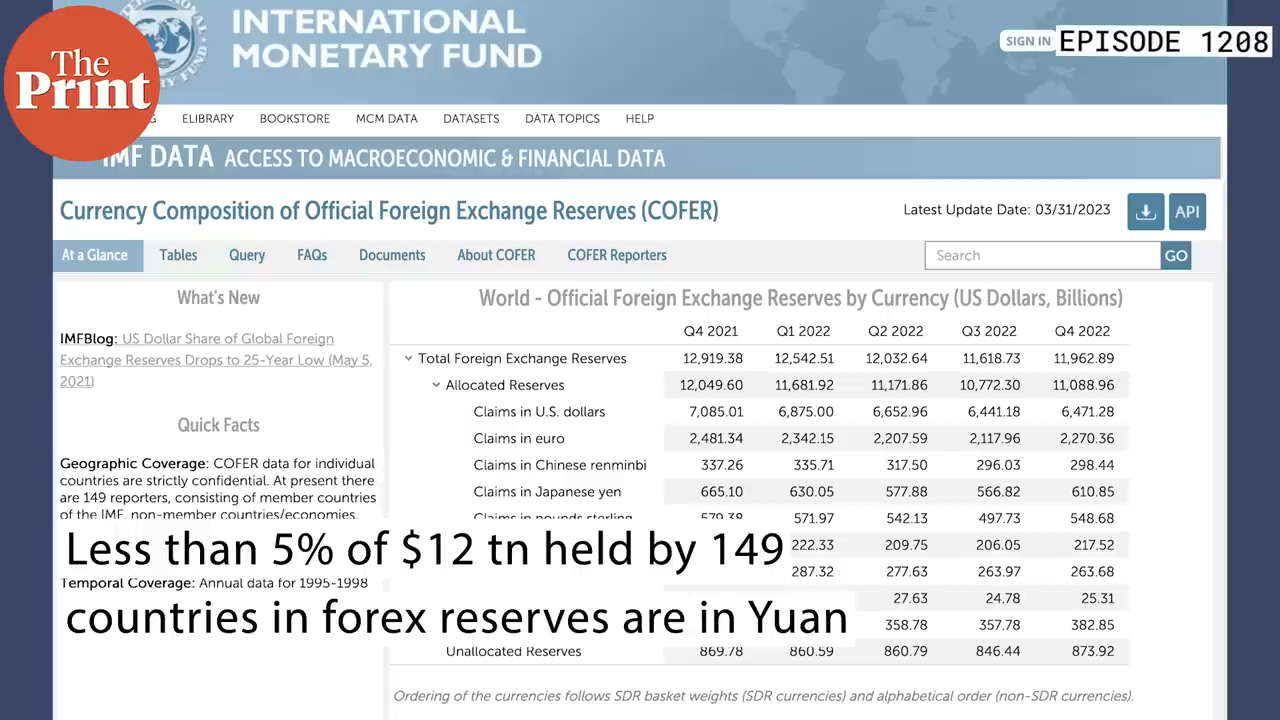 INTERNATIONAL
MONETARY FUND
SIGN IN
EPISODE 1208
The
Print
ELIBRARY BOOKSTORE MCM DATA DATASETS DATA TOPICS HELP
IMF DATA ACCESS TO MACROECONOMIC & FINANCIAL DATA
Currency Composition of Official Foreign Exchange Reserves (COFER)
Latest Update Date: 03/31/2023
API
At a Glance Tables Query FAQs Documents About COFER COFER Reporters
Search GO
What's New
IMFBlog: US Dollar Share of Global Foreign
Exchange Reserves Drops to 25-Year Low (May 5,
2021)
Quick Facts
Geographic Coverage: COFER data for individual
countries are strictly confidential. At present there
are 149 reporters, consisting of member countries
of the IMF, non-member countries/economies,
Temporal Coverage: Annual data for 1995-1998
World - Official Foreign Exchange Reserves by Currency (US Dollars, Billions)
Q4 2021 Q1 2022 Q2 2022 Q3 2022 Q4 2022
Total Foreign Exchange Reserves 12,919.38 12,542.51 12,032.64 11,618.73 11,962.89
Allocated Reserves 12,049.60 11,681.92 11,171.86 10,772.30 11,088.96
Claims in U.S. dollars 7,085.01 6,875.00 6,652.96 6,441.18 6,471.28
Claims in euro 2,481.34 2,342.15 2,207.59 2,117.96 2,270.36
Claims in Chinese renminbi 337.26 335.71 317.50 296.03 298.44
Claims in Japanese yen 665.10 630.05 577.88 566.82 610.85
Claims in pounds sterling 579.38 571.97 542.13 497.73 548.68
222.33 209.75 206.05 217.52
287.32 277.63 263.97 263.68
27.63 24.78 25.31
358.78 357.78 382.85
Unallocated Reserves 869.78 860.59 860.79 846.44 873.92
Less than 5% of $12 tn held by 149
countries in forex reserves are in Yuan
Ordering of the currencies follows SDR basket weights (SDR currencies) and alphabetical order (non-SDR currencies).